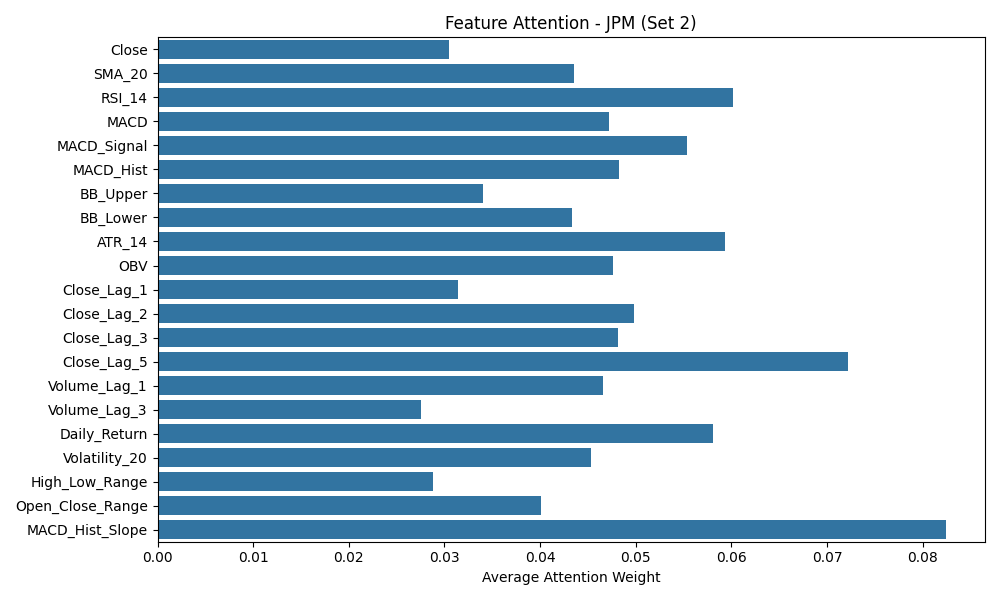 Feature Attention - JPM (Set 2)
Close
SMA_20
RSI_14
MACD
MACD_Signal
MACD_Hist
BB_Upper
BB_Lower
ATR_14
OBV
Close_Lag_1
Close_Lag_2
Close_Lag_3
Close_Lag_5
Volume_Lag_1
Volume_Lag_3
Daily_Return
Volatility_20
High_Low_Range
Open_Close_Range
MACD_Hist_Slope
0.00 0.01 0.02 0.03 0.04 0.05 0.06 0.07 0.08
Average Attention Weight